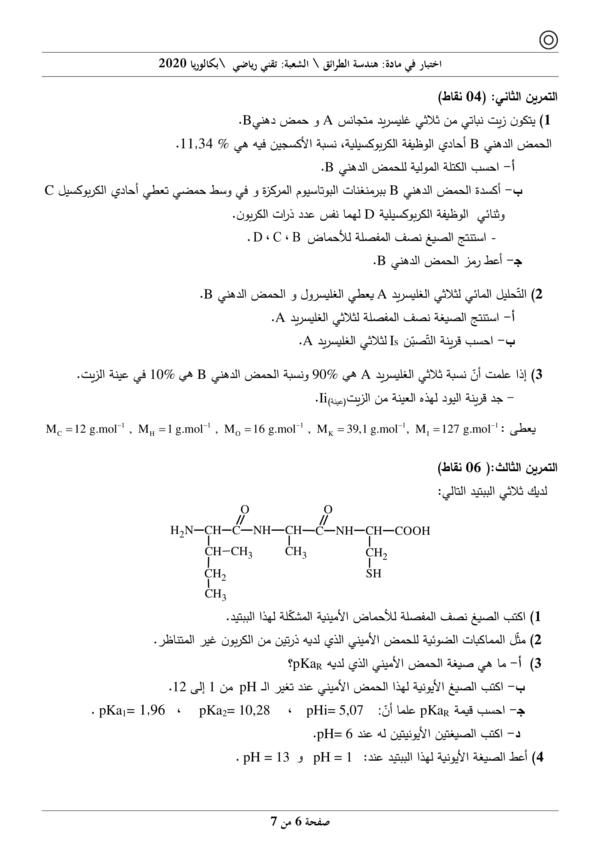 اختبار في مادة: هندسة الطرائق \ الشعبة: تقني رياضي \بكالوريا 2020
التمرين الثاني: (04 نقاط)
1) يتكون زيت نباتي من ثلاثي غليسريد متجانس A و حمض دهنيB.
الحمض الدهني B أحادي الوظيفة الكربوكسيلية، نسبة الأكسجين فيه هي % 11,34.
أ– احسب الكتلة المولية للحمض الدهني B.
ب– أكسدة الحمض الدهني B ببرمنغنات البوتاسيوم المركزة و في وسط حمضي تعطي أحادي الكربوكسيل C
وثنائي الوظيفة الكربوكسيلية D لهما نفس عدد ذرات الكربون.
- استنتج الصيغ نصف المفصلة للأحماض D ، C ، B .
ج– أعط رمز الحمض الدهني B.
2) التّحليل المائي لثلاثي الغليسريد A يعطي الغليسرول و الحمض الدهني B.
أ– استنتج الصيغة نصف المفصلة لثلاثي الغليسريد A.
ب– احسب قرينة التّصبّن Is لثلاثي الغليسريد A.
3) إذا علمت أنّ نسبة ثلاثي الغليسريد A هي %90 ونسبة الحمض الدهني B هي %10 في عينة الزيت.
– جد قرينة اليود لهذه العينة من الزيت Ii(عينة).
يعطى : M_C =12 g.mol⁻¹ , M_H =1 g.mol⁻¹ , M_O =16 g.mol⁻¹ , M_K =39,1 g.mol⁻¹, M_I =127 g.mol⁻¹
التمرين الثالث:( 06 نقاط)
لديك ثلاثي الببتيد التالي:
O O
H₂N–CH–C–NH–CH–C–NH–CH–COOH
CH–CH₃ CH₃ CH₂
CH₂ SH
CH₃
1) اكتب الصيغ نصف المفصلة للأحماض الأمينية المشكّلة لهذا الببتيد.
2) مثّل المماكبات الضوئية للحمض الأميني الذي لديه ذرتين من الكربون غير المتناظر.
3) أ– ما هي صيغة الحمض الأميني الذي لديه pKa_R؟
ب– اكتب الصيغ الأيونية لهذا الحمض الأميني عند تغير الـ pH من 1 إلى 12.
ج– احسب قيمة pKa_R علما أنّ: pHi= 5,07 ، pKa₂= 10,28 ، pKa₁= 1,96 .
د– اكتب الصيغتين الأيونيتين له عند pH= 6.
4) أعط الصيغة الأيونية لهذا الببتيد عند: pH = 1 و pH = 13 .
صفحة 6 من 7